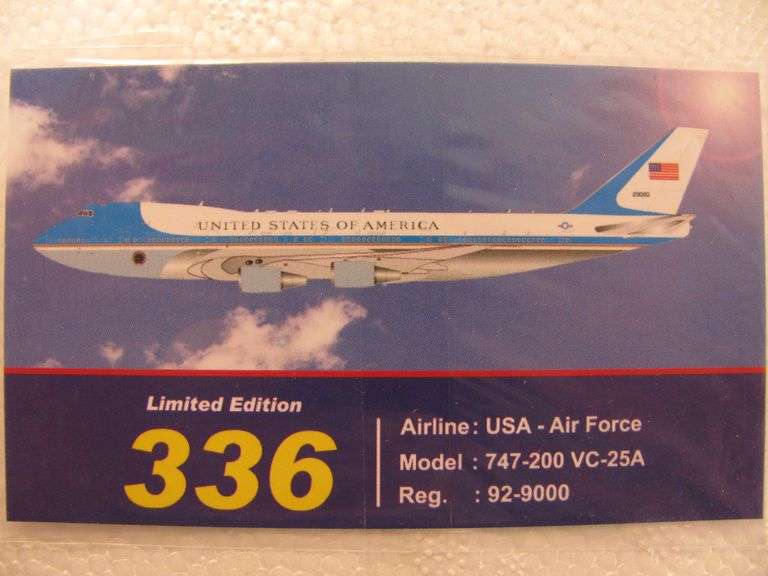 29000
UNITED STATES OF AMERICA
Limited Edition
336
Airline : USA - Air Force
Model : 747-200 VC-25A
Reg. : 92-9000